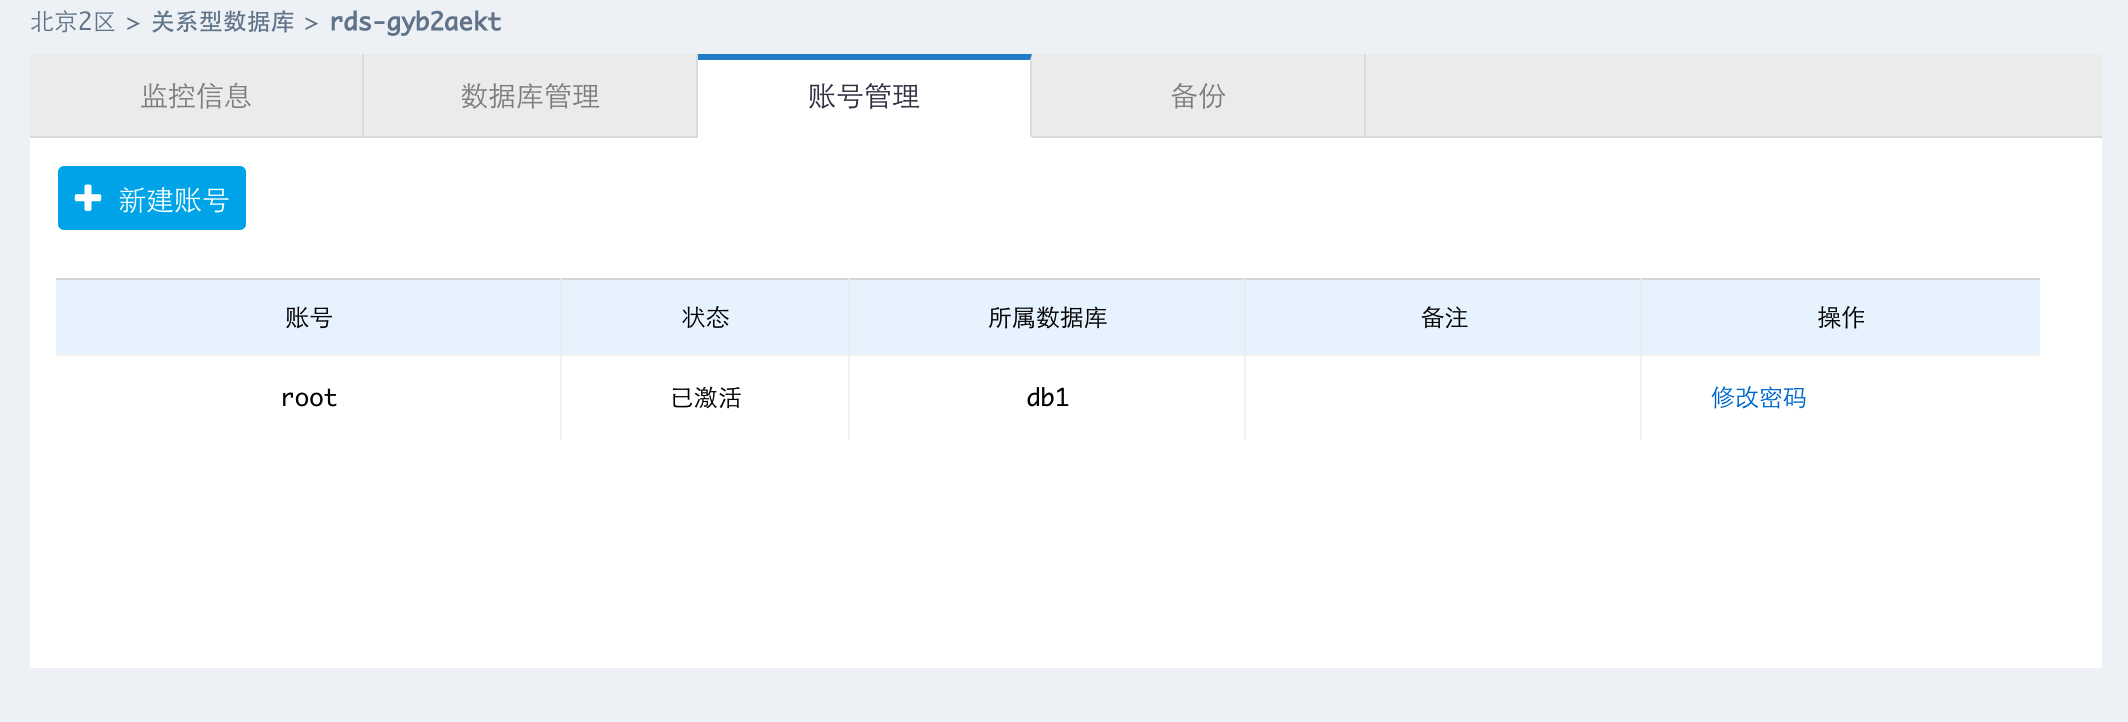 北京2区 > 关系型数据库 > rds-gyb2aekt
监控信息 数据库管理 账号管理 备份
新建账号
账号 状态 所属数据库 备注 操作
root 已激活 db1 修改密码